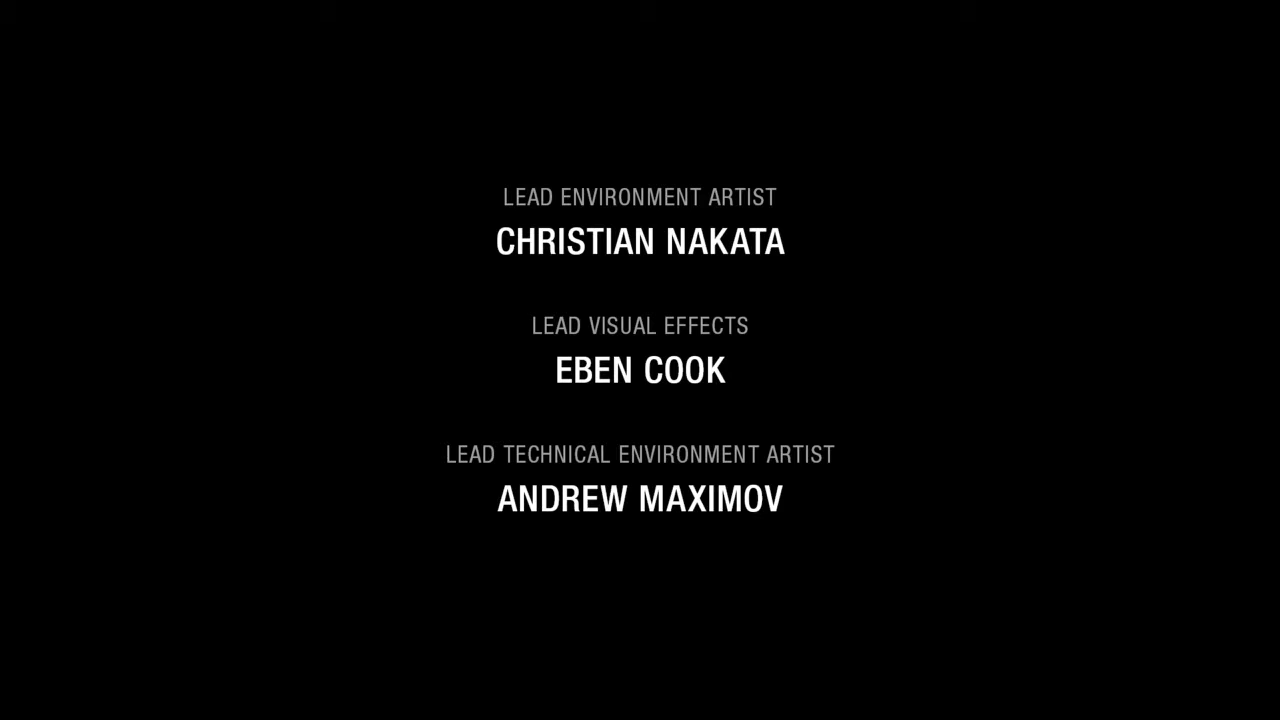 LEAD ENVIRONMENT ARTIST
CHRISTIAN NAKATA
LEAD VISUAL EFFECTS
EBEN COOK
LEAD TECHNICAL ENVIRONMENT ARTIST
ANDREW MAXIMOV